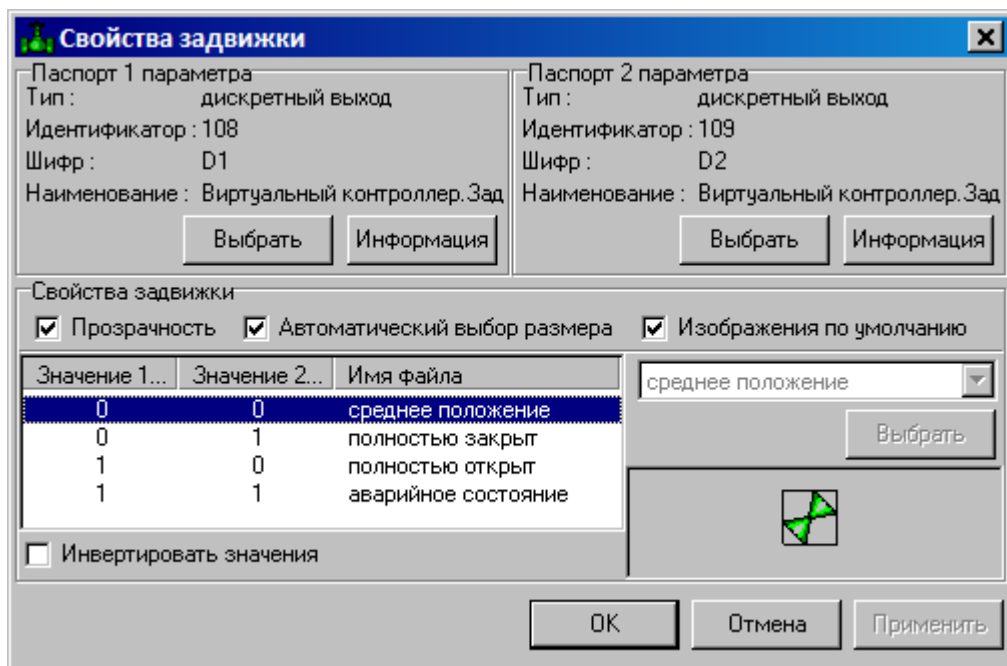 Свойства задвижки
Паспорт 1 параметра
Тип : дискретный выход
Идентификатор : 108
Шифр : D1
Наименование : Виртуальный контроллер.Зад
Выбрать Информация
Паспорт 2 параметра
Тип : дискретный выход
Идентификатор : 109
Шифр : D2
Наименование : Виртуальный контроллер.Зад
Выбрать Информация
Свойства задвижки
Прозрачность Автоматический выбор размера Изображения по умолчанию
Значение 1... Значение 2... Имя файла
0 0 среднее положение
0 1 полностью закрыт
1 0 полностью открыт
1 1 аварийное состояние
Инвертировать значения
среднее положение
Выбрать
OK Отмена Применить